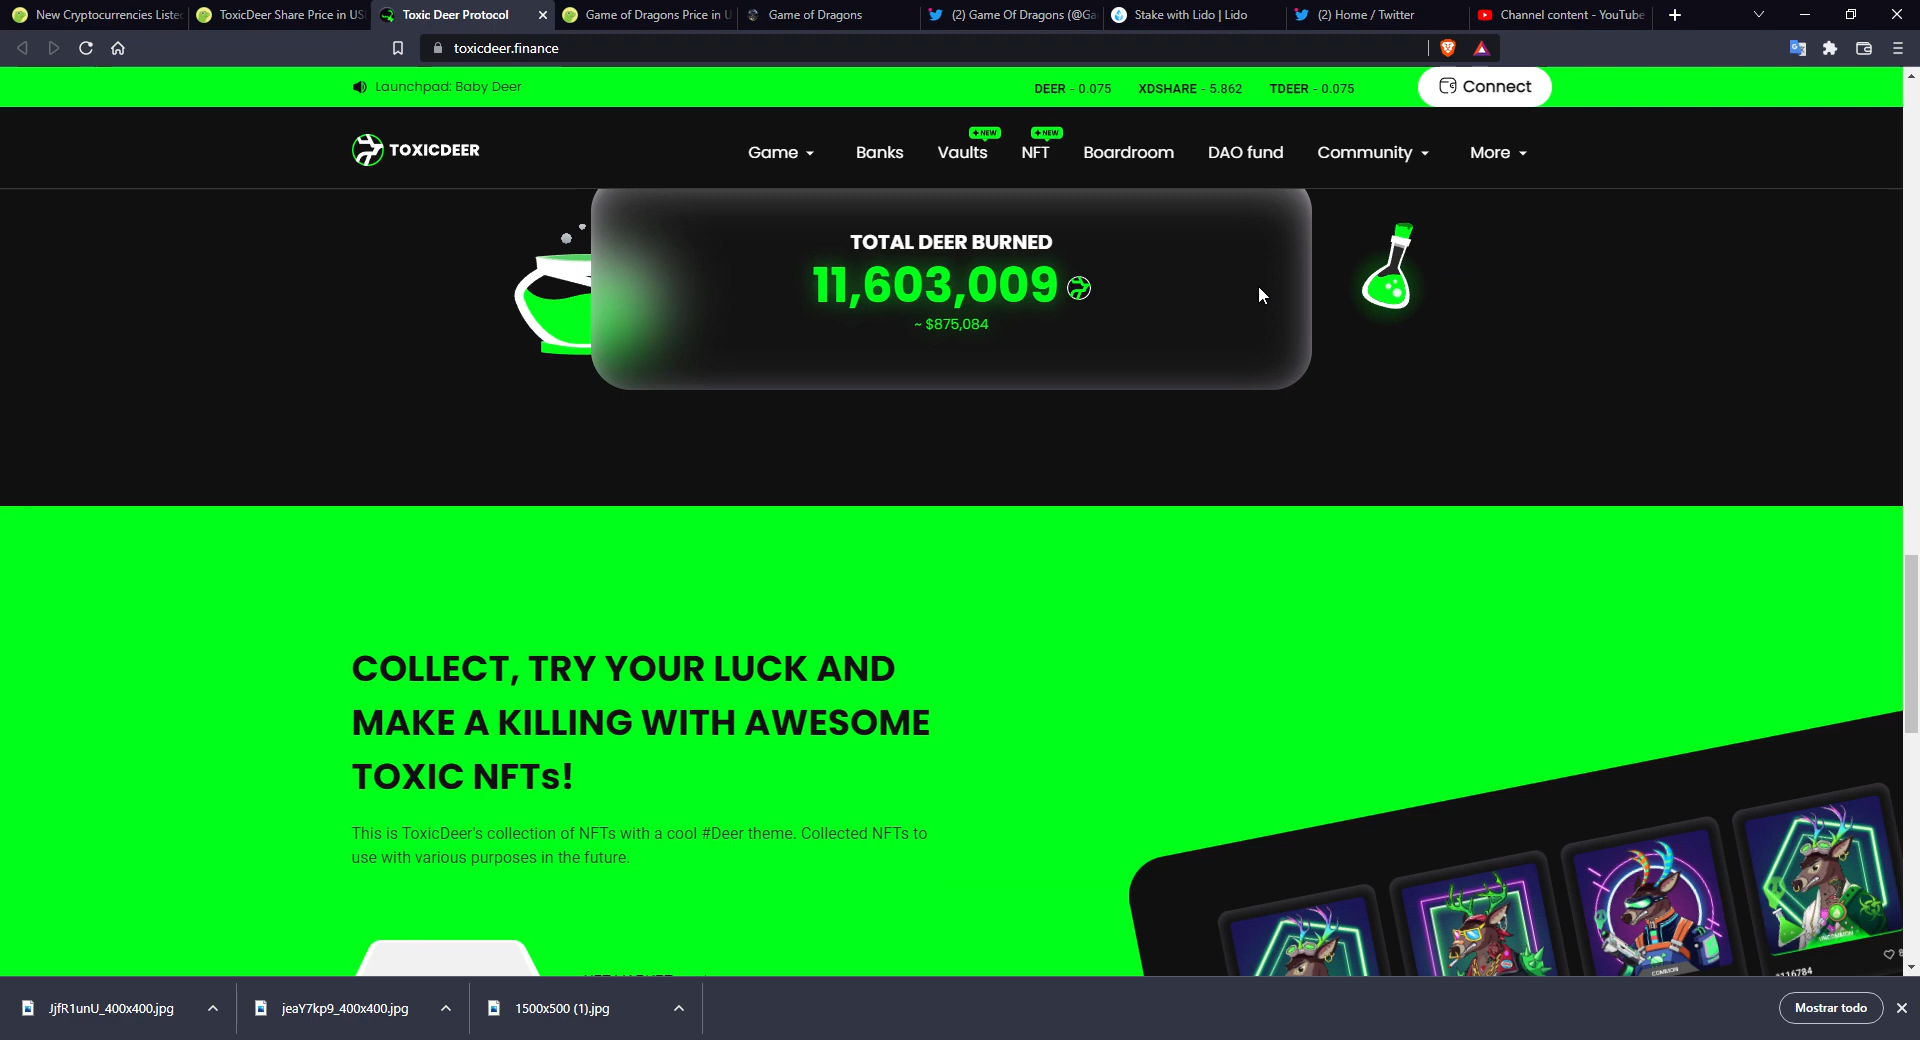 New Cryptocurrencies Liste
ToxicDeer Share Price in US
Toxic Deer Protocol
Game of Dragons Price in U
Game of Dragons
(2) Game Of Dragons (@Ga
Stake with Lido | Lido
(2) Home / Twitter
Channel content - YouTube
toxicdeer.finance
Launchpad: Baby Deer
DEER - 0.075
XDSHARE - 5.862
TDEER - 0.075
Connect
TOXICDEER
Game
Banks
+ NEW
Vaults
+ NEW
NFT
Boardroom
DAO fund
Community
More
TOTAL DEER BURNED
11,603,009
~ $875,084
COLLECT, TRY YOUR LUCK AND
MAKE A KILLING WITH AWESOME
TOXIC NFTs!
This is ToxicDeer's collection of NFTs with a cool #Deer theme. Collected NFTs to
use with various purposes in the future.
COMMON
UNCOMMON
116784
JjfR1unU_400x400.jpg
jeaY7kp9_400x400.jpg
1500x500 (1).jpg
Mostrar todo